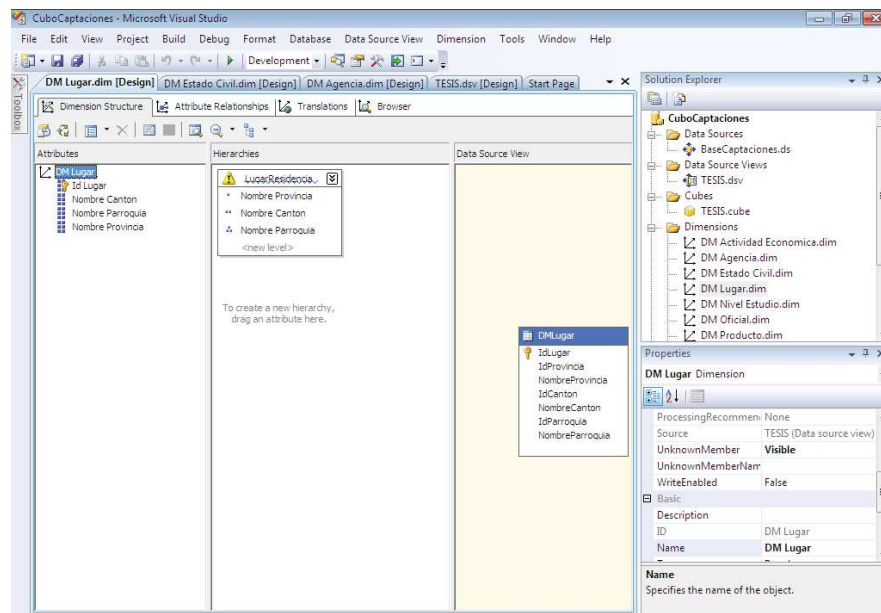 CuboCaptaciones - Microsoft Visual Studio
File Edit View Project Build Debug Format Database Data Source View Dimension Tools Window Help
Development
Toolbox
DM Lugar.dim [Design] DM Estado Civil.dim [Design] DM Agencia.dim [Design] TESIS.dsv [Design] Start Page
Dimension Structure Attribute Relationships Translations Browser
Attributes
DM Lugar
Id Lugar
Nombre Canton
Nombre Parroquia
Nombre Provincia
Hierarchies
LugarResidencia..
Nombre Provincia
Nombre Canton
Nombre Parroquia
<new level>
To create a new hierarchy,
drag an attribute here.
Data Source View
DMLugar
IdLugar
IdProvincia
NombreProvincia
IdCanton
NombreCanton
IdParroquia
NombreParroquia
Solution Explorer
CuboCaptaciones
Data Sources
BaseCaptaciones.ds
Data Source Views
TESIS.dsv
Cubes
TESIS.cube
Dimensions
DM Actividad Economica.dim
DM Agencia.dim
DM Estado Civil.dim
DM Lugar.dim
DM Nivel Estudio.dim
DM Oficial.dim
DM Producto.dim
Properties
DM Lugar Dimension
ProcessingRecommen None
Source TESIS (Data source view)
UnknownMember Visible
UnknownMemberNam
WriteEnabled False
Basic
Description
ID DM Lugar
Name DM Lugar
Name
Specifies the name of the object.